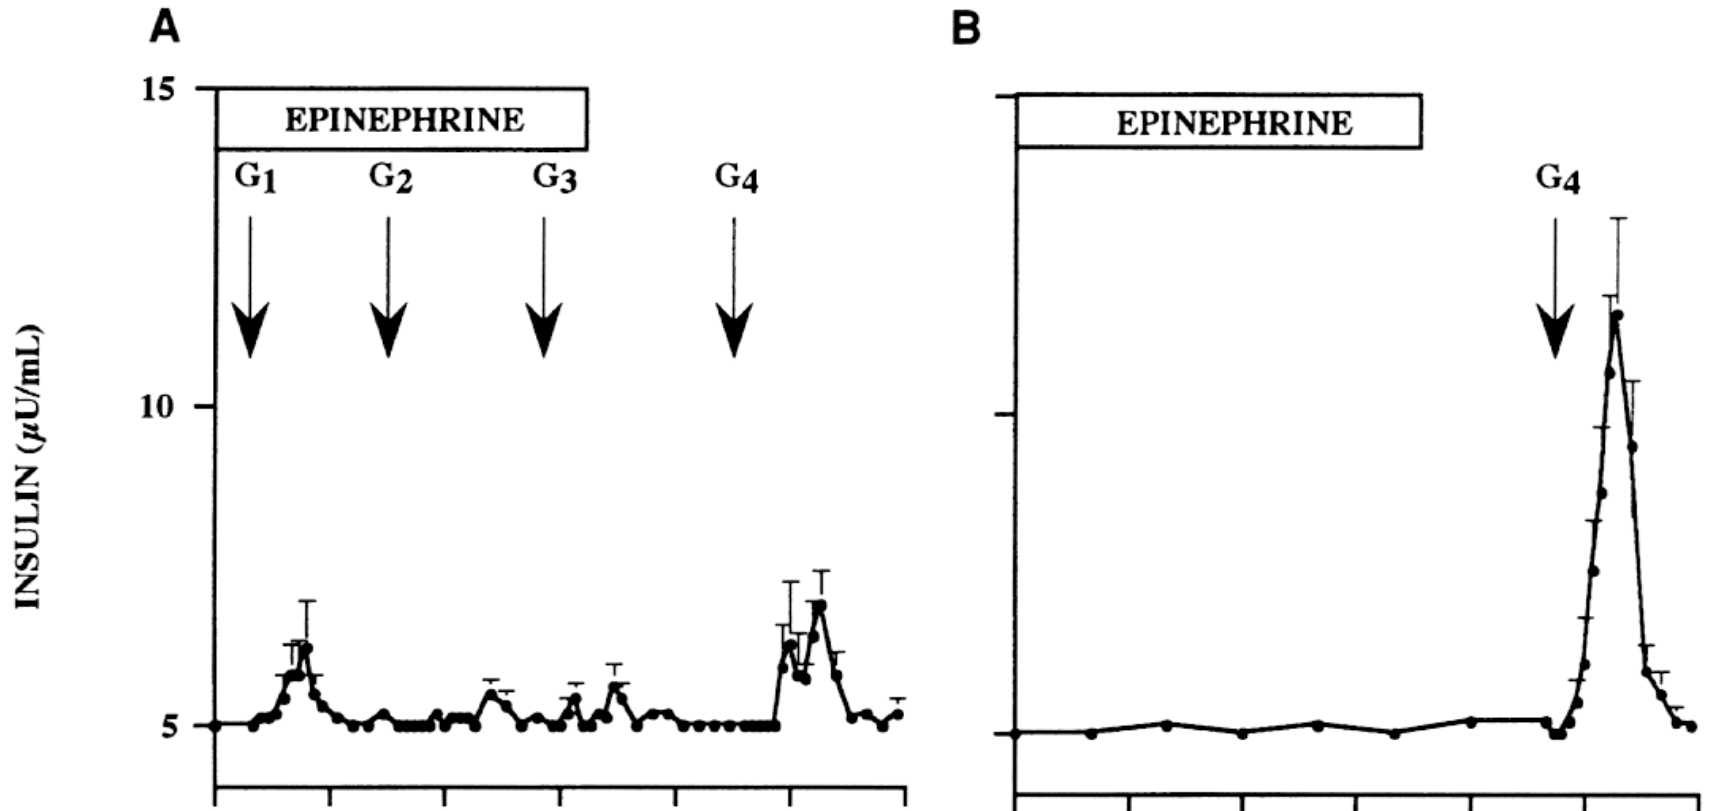 A
B
15
EPINEPHRINE
EPINEPHRINE
G1
G2
G3
G4
G4
10
5
INSULIN (µU/mL)